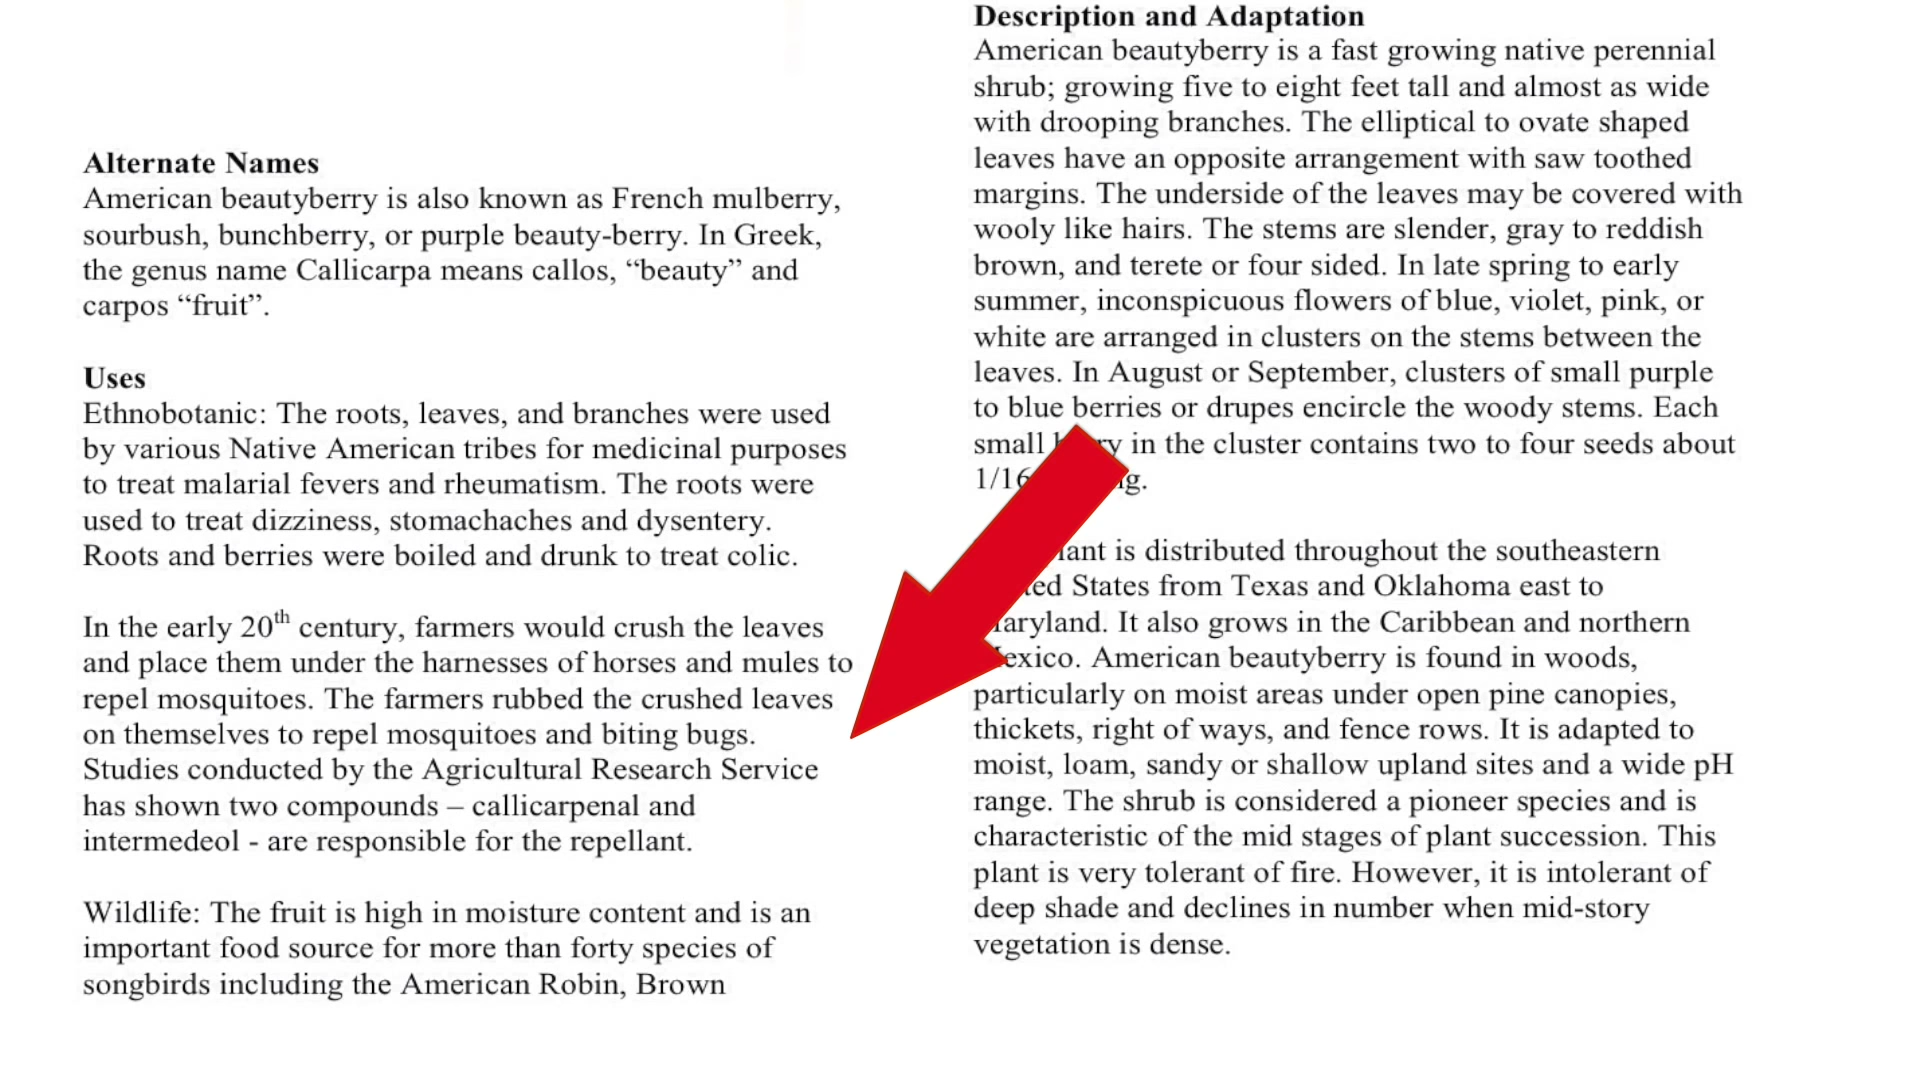 Alternate Names
American beautyberry is also known as French mulberry,
sourbush, bunchberry, or purple beauty-berry. In Greek,
the genus name Callicarpa means callos, “beauty” and
carpos “fruit”.
Uses
Ethnobotanic: The roots, leaves, and branches were used
by various Native American tribes for medicinal purposes
to treat malarial fevers and rheumatism. The roots were
used to treat dizziness, stomachaches and dysentery.
Roots and berries were boiled and drunk to treat colic.
In the early 20th century, farmers would crush the leaves
and place them under the harnesses of horses and mules to
repel mosquitoes. The farmers rubbed the crushed leaves
on themselves to repel mosquitoes and biting bugs.
Studies conducted by the Agricultural Research Service
has shown two compounds – callicarpenal and
intermedeol - are responsible for the repellant.
Wildlife: The fruit is high in moisture content and is an
important food source for more than forty species of
songbirds including the American Robin, Brown
Description and Adaptation
American beautyberry is a fast growing native perennial
shrub; growing five to eight feet tall and almost as wide
with drooping branches. The elliptical to ovate shaped
leaves have an opposite arrangement with saw toothed
margins. The underside of the leaves may be covered with
wooly like hairs. The stems are slender, gray to reddish
brown, and terete or four sided. In late spring to early
summer, inconspicuous flowers of blue, violet, pink, or
white are arranged in clusters on the stems between the
leaves. In August or September, clusters of small purple
to blue berries or drupes encircle the woody stems. Each
small in the cluster contains two to four seeds about
is distributed throughout the southeastern
States from Texas and Oklahoma east to
Maryland. It also grows in the Caribbean and northern
Mexico. American beautyberry is found in woods,
particularly on moist areas under open pine canopies,
thickets, right of ways, and fence rows. It is adapted to
moist, loam, sandy or shallow upland sites and a wide pH
range. The shrub is considered a pioneer species and is
characteristic of the mid stages of plant succession. This
plant is very tolerant of fire. However, it is intolerant of
deep shade and declines in number when mid-story
vegetation is dense.